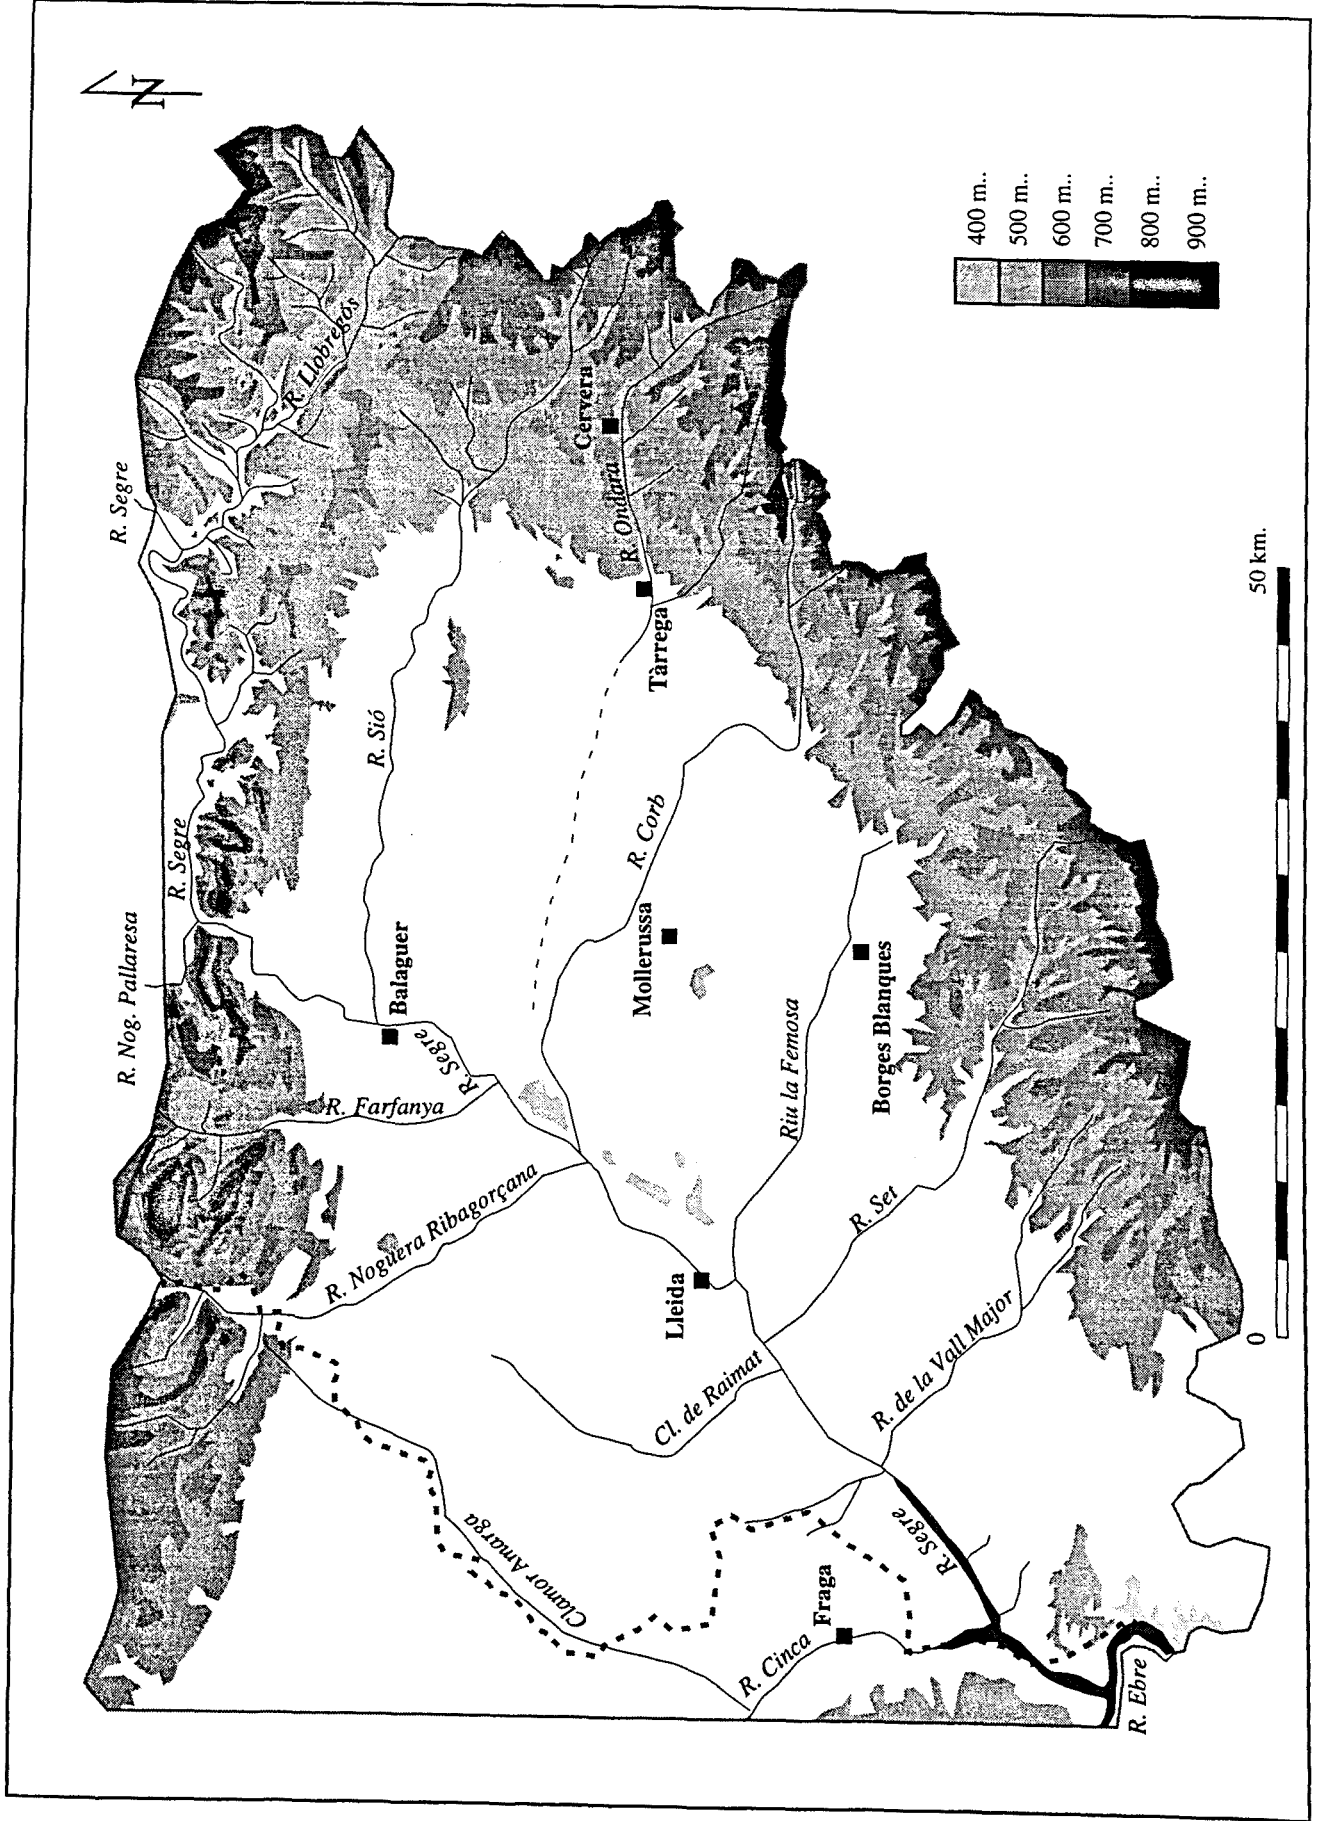 N
R. Segre
R. Nog. Pallaresa
R. Segre
R. Llobregós
R. Sió
R. Farfanya
R. Segre
Balaguer
R. Noguera Ribagorçana
Cervera
R. Ondara
Tàrrega
R. Corb
Mollerussa
Lleida
Riu la Femosa
Borges Blanques
R. Set
Cl. de Raimat
R. de la Vall Major
Clamor Amarga
R. Segre
Fraga
R. Cinca
R. Ebre
400 m..
500 m..
600 m..
700 m..
800 m..
900 m..
0
50 km.